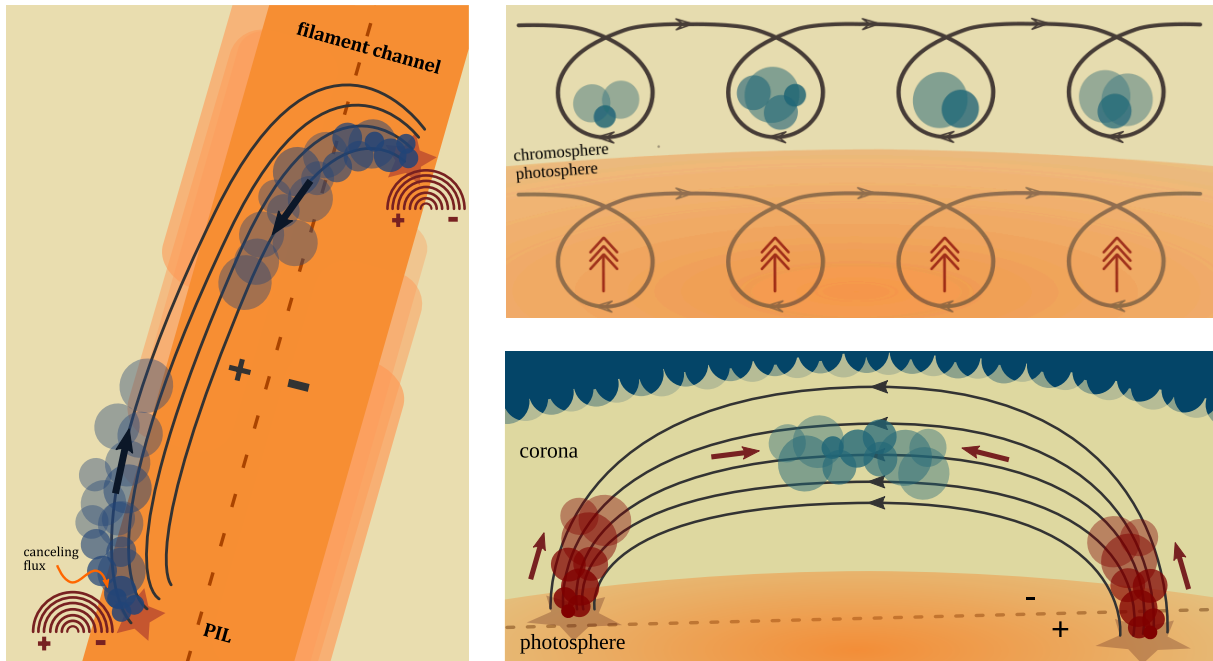 filament channel
+ -
+ -
canceling
flux
+ -
PIL
chromosphere
photosphere
corona
-
+
photosphere